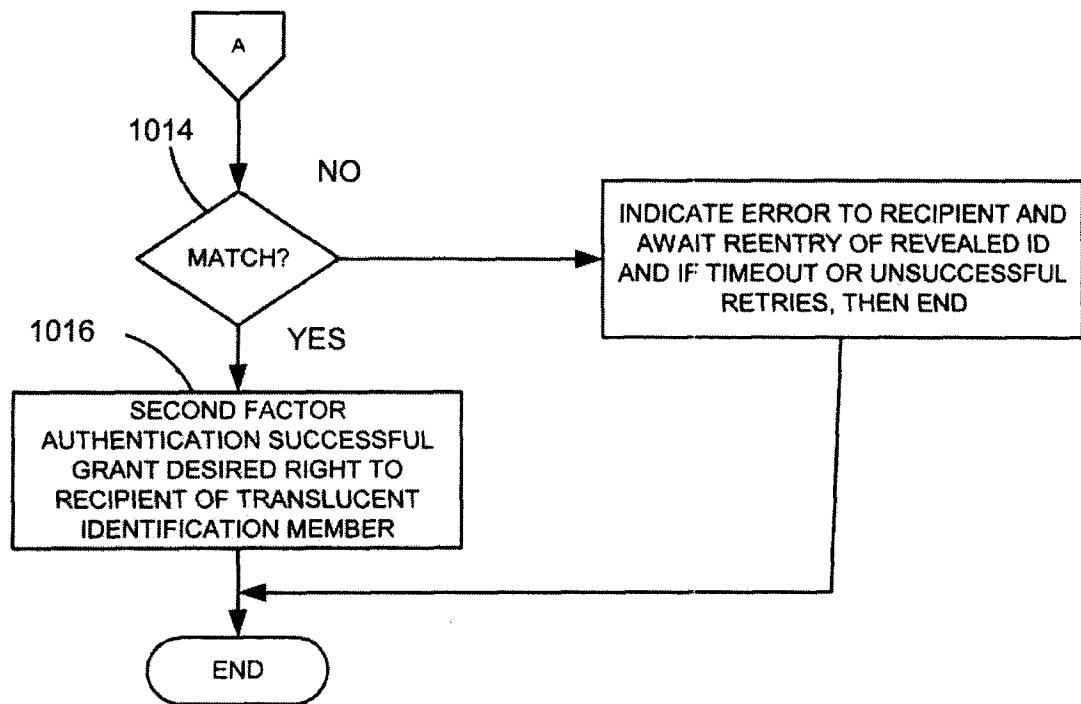 A
1014
NO
MATCH?
INDICATE ERROR TO RECIPIENT AND
AWAIT REENTRY OF REVEALED ID
AND IF TIMEOUT OR UNSUCCESSFUL
RETRIES, THEN END
1016
YES
SECOND FACTOR
AUTHENTICATION SUCCESSFUL
GRANT DESIRED RIGHT TO
RECIPIENT OF TRANSLUCENT
IDENTIFICATION MEMBER
END